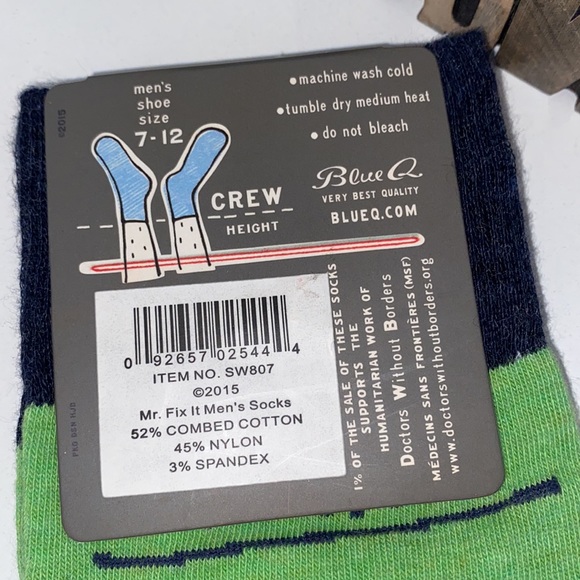 ©2015
men's
shoe
size
7-12
CREW
HEIGHT
•machine wash cold
•tumble dry medium heat
• do not bleach
Blue Q
VERY BEST QUALITY
BLUEQ.COM
0 92657 02544 4
ITEM NO. SW807
©2015
Mr. Fix It Men's Socks
52% COMBED COTTON
45% NYLON
3% SPANDEX
1% OF THE SALE OF THESE SOCKS
SUPPORTS THE
HUMANITARIAN WORK OF
Doctors Without Borders
MÉDECINS SANS FRONTIÈRES (MSF)
www.doctorswithoutborders.org